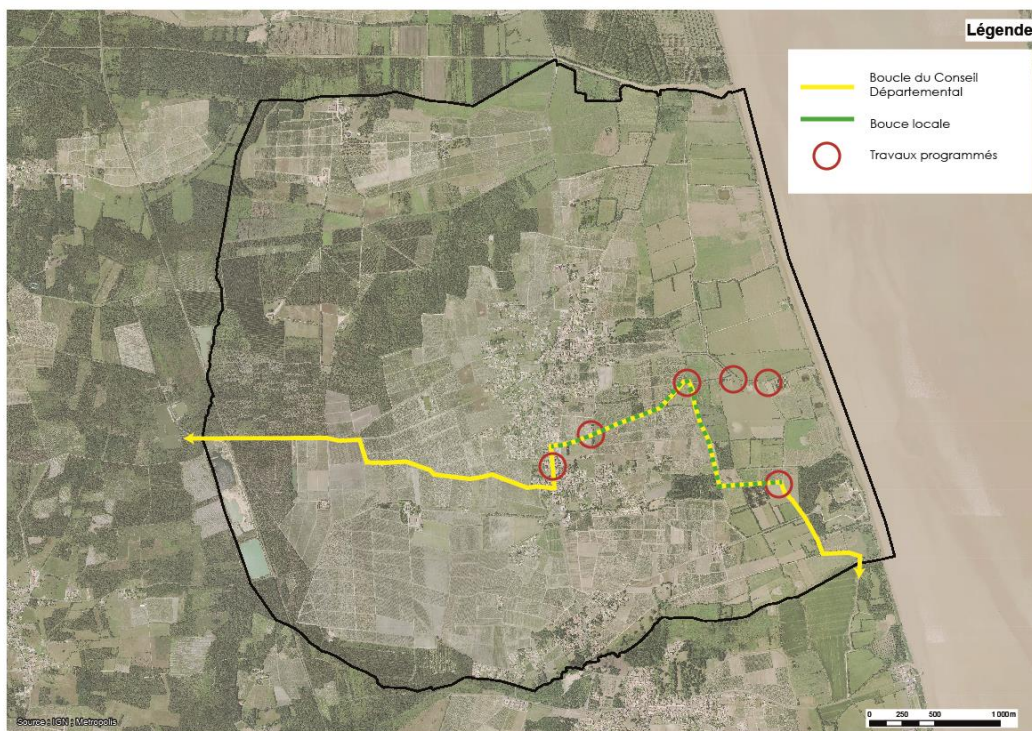 Légende
Boucle du Conseil
Départemental
Bouce locale
Travaux programmés
Source : IGN ; Metropolis
0 250 500 1 000m